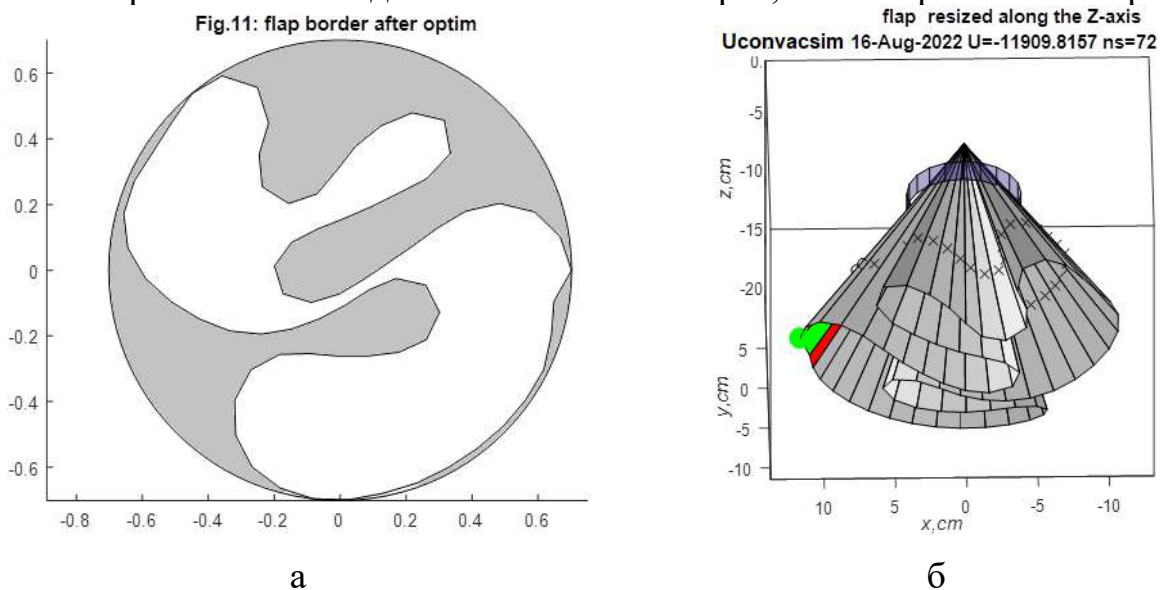 Fig.11: flap border after optim
0.6
0.4
0.2
0
-0.2
-0.4
-0.6
-0.8 -0.6 -0.4 -0.2 0 0.2 0.4 0.6
а
flap resized along the Z-axis
Uconvacsim 16-Aug-2022 U=-11909.8157 ns=72
0.
-5
-10
-15
-20
z,cm
5
0
-5
-10
y,cm
10 5 0 -5 -10
x,cm
б